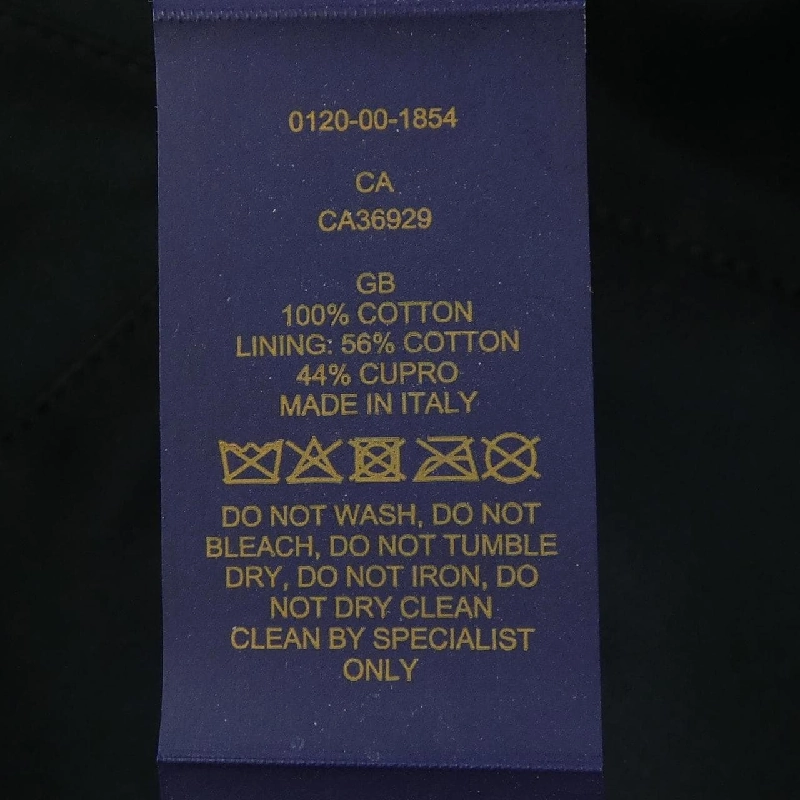 0120-00-1854
CA
CA36929
GB
100% COTTON
LINING: 56% COTTON
44% CUPRO
MADE IN ITALY
DO NOT WASH, DO NOT
BLEACH, DO NOT TUMBLE
DRY, DO NOT IRON, DO
NOT DRY CLEAN
CLEAN BY SPECIALIST
ONLY